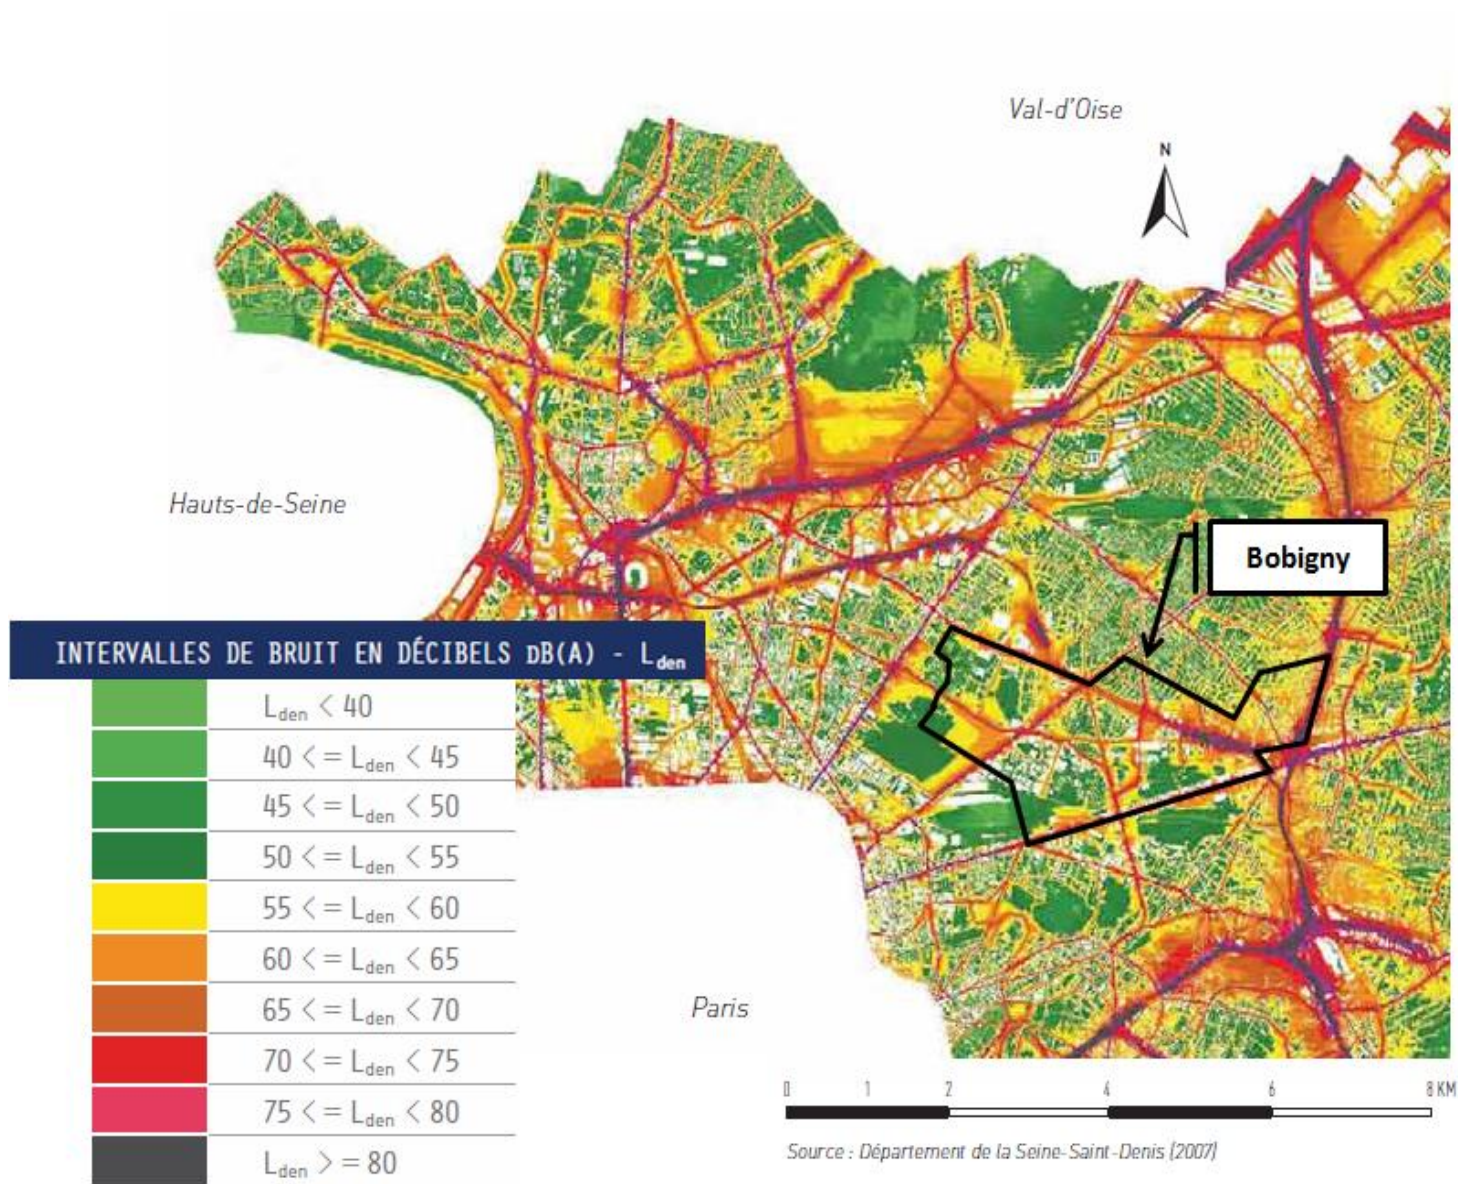 Val-d'Oise
N
Hauts-de-Seine
Bobigny
INTERVALLES DE BRUIT EN DÉCIBELS DB(A) - Lden
Lden < 40
40 <= Lden < 45
45 <= Lden < 50
50 <= Lden < 55
55 <= Lden < 60
60 <= Lden < 65
65 <= Lden < 70
70 <= Lden < 75
75 <= Lden < 80
Lden >= 80
Paris
0 1 2 4 6 8 KM
Source : Département de la Seine-Saint-Denis (2007)